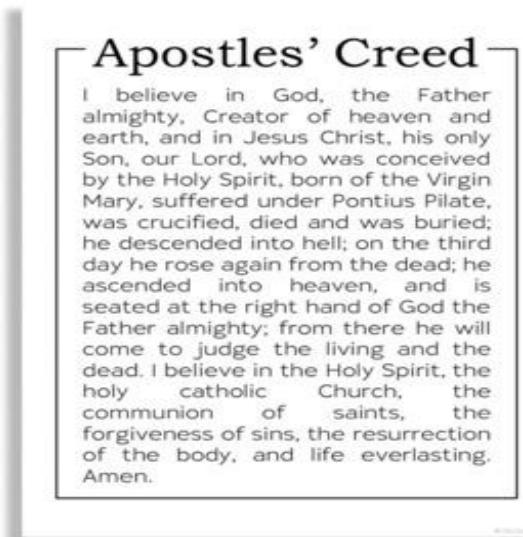 Apostles’ Creed
I believe in God, the Father
almighty, Creator of heaven and
earth, and in Jesus Christ, his only
Son, our Lord, who was conceived
by the Holy Spirit, born of the Virgin
Mary, suffered under Pontius Pilate,
was crucified, died and was buried;
he descended into hell; on the third
day he rose again from the dead; he
ascended into heaven, and is
seated at the right hand of God the
Father almighty; from there he will
come to judge the living and the
dead. I believe in the Holy Spirit, the
holy catholic Church, the
communion of saints, the
forgiveness of sins, the resurrection
of the body, and life everlasting.
Amen.